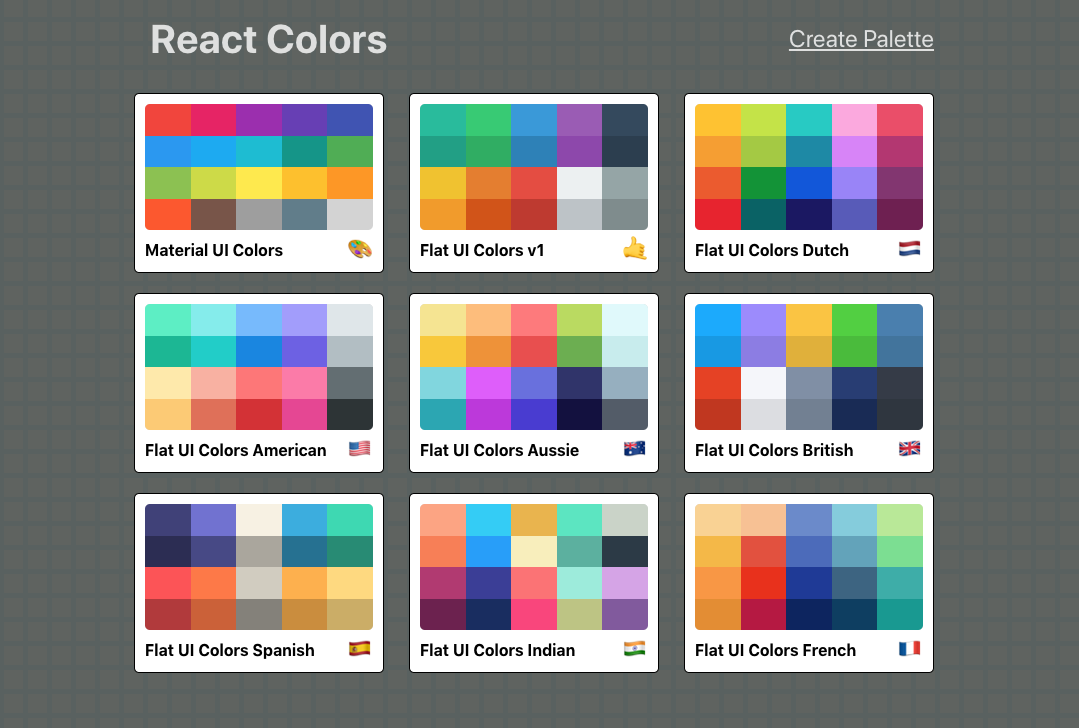 React Colors
Create Palette
Material UI Colors
Flat UI Colors v1
Flat UI Colors Dutch
Flat UI Colors American
Flat UI Colors Aussie
Flat UI Colors British
Flat UI Colors Spanish
Flat UI Colors Indian
Flat UI Colors French